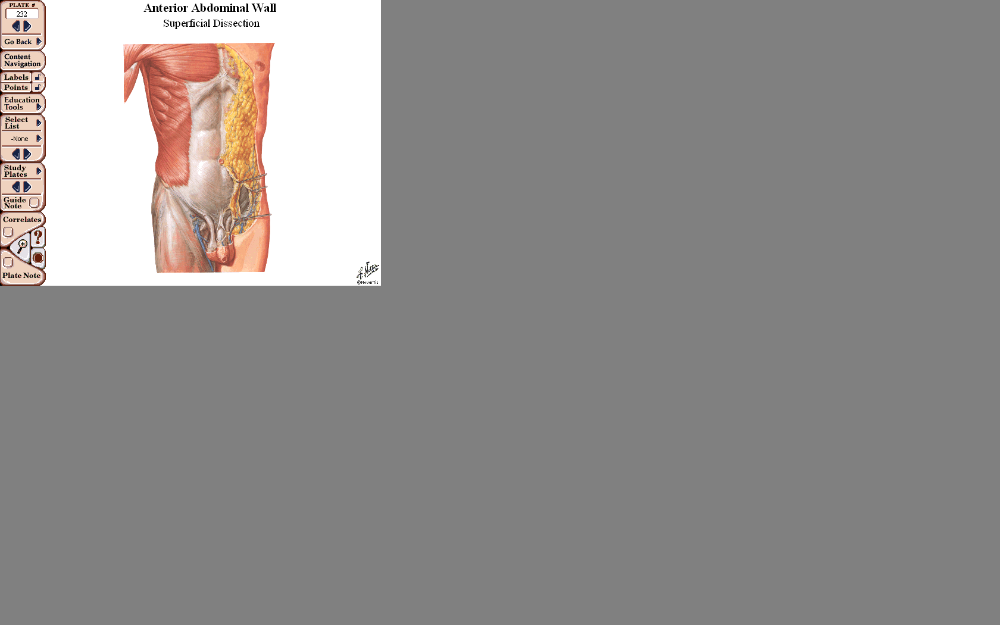 PLATE #
232
Go Back
Content
Navigation
Labels
Points
Education
Tools
Select
List
-None
Study
Plates
Guide
Note
Correlates
?
Plate Note
Anterior Abdominal Wall
Superficial Dissection
F. Netter
©Novartis